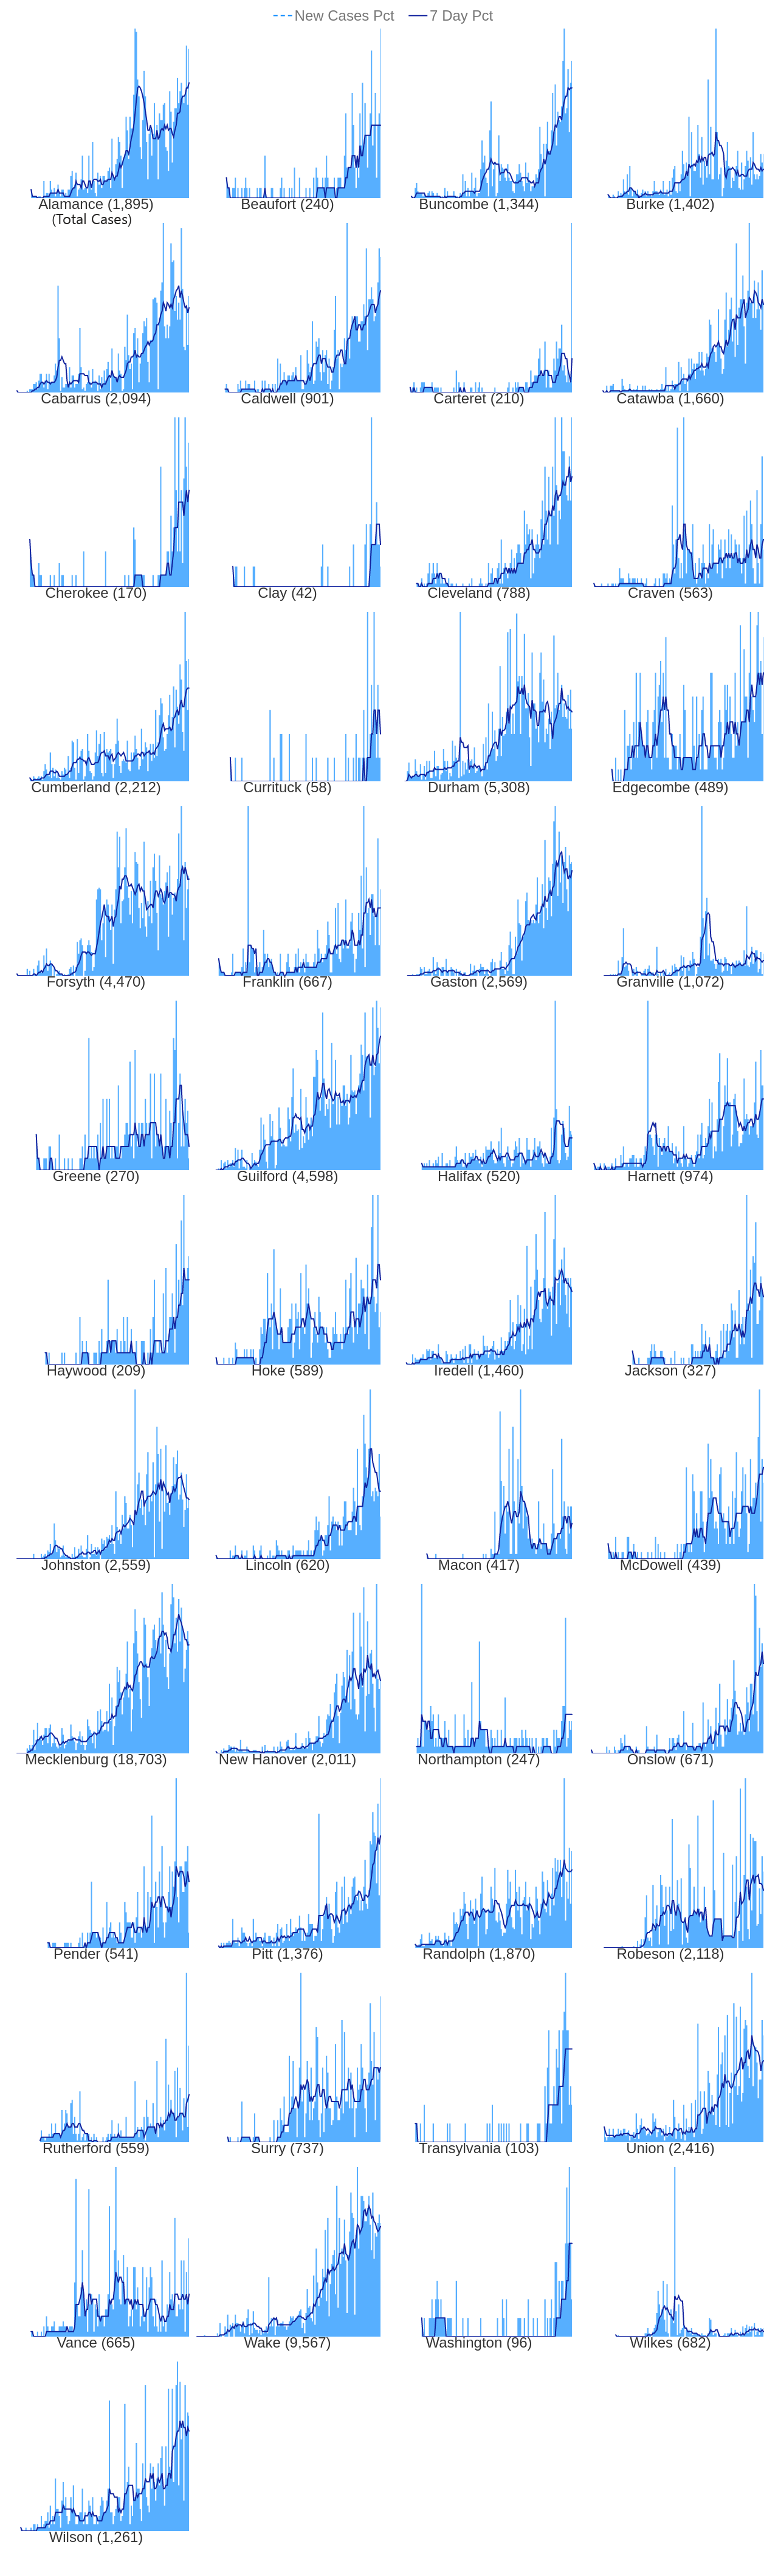 New Cases Pct 7 Day Pct
Alamance (1,895) Beaufort (240) Buncombe (1,344) Burke (1,402)
(Total Cases)
Cabarrus (2,094) Caldwell (901) Carteret (210) Catawba (1,660)
Cherokee (170) Clay (42) Cleveland (788) Craven (563)
Cumberland (2,212) Currituck (58) Durham (5,308) Edgecombe (489)
Forsyth (4,470) Franklin (667) Gaston (2,569) Granville (1,072)
Greene (270) Guilford (4,598) Halifax (520) Harnett (974)
Haywood (209) Hoke (589) Iredell (1,460) Jackson (327)
Johnston (2,559) Lincoln (620) Macon (417) McDowell (439)
Mecklenburg (18,703) New Hanover (2,011) Northampton (247) Onslow (671)
Pender (541) Pitt (1,376) Randolph (1,870) Robeson (2,118)
Rutherford (559) Surry (737) Transylvania (103) Union (2,416)
Vance (665) Wake (9,567) Washington (96) Wilkes (682)
Wilson (1,261)